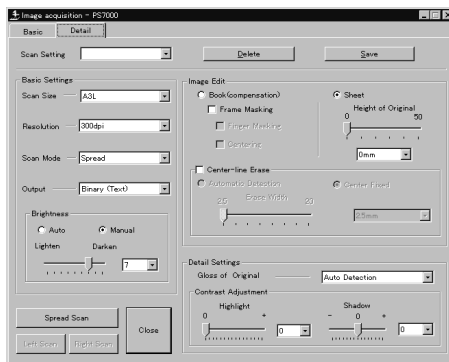 Image acquisition - PS7000
Basic
Detail
Scan Setting
Delete
Save
Basic Settings
Scan Size
A3L
Resolution
300dpi
Scan Mode
Spread
Output
Binary (Text)
Brightness
Auto
Manual
Lighten
Darken
7
Spread Scan
Left Scan
Right Scan
Close
Image Edit
Book(compensation)
Sheet
Frame Masking
Finger Masking
Centering
Height of Original
0 50
0mm
Center-line Erase
Automatic Detection
Center Fixed
Erace Width
2.5 20
2.5mm
Detail Settings
Gloss of Original
Auto Detection
Contrast Adjustment
Highlight
0 +
0
Shadow
- 0 +
0